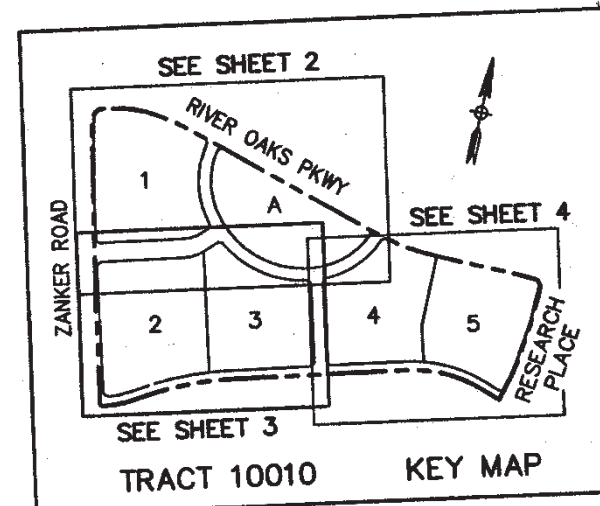 SEE SHEET 2
RIVER OAKS PKWY
1
A
SEE SHEET 4
ZANKER ROAD
2
3
4
5
RESEARCH
PLACE
SEE SHEET 3
TRACT 10010
KEY MAP